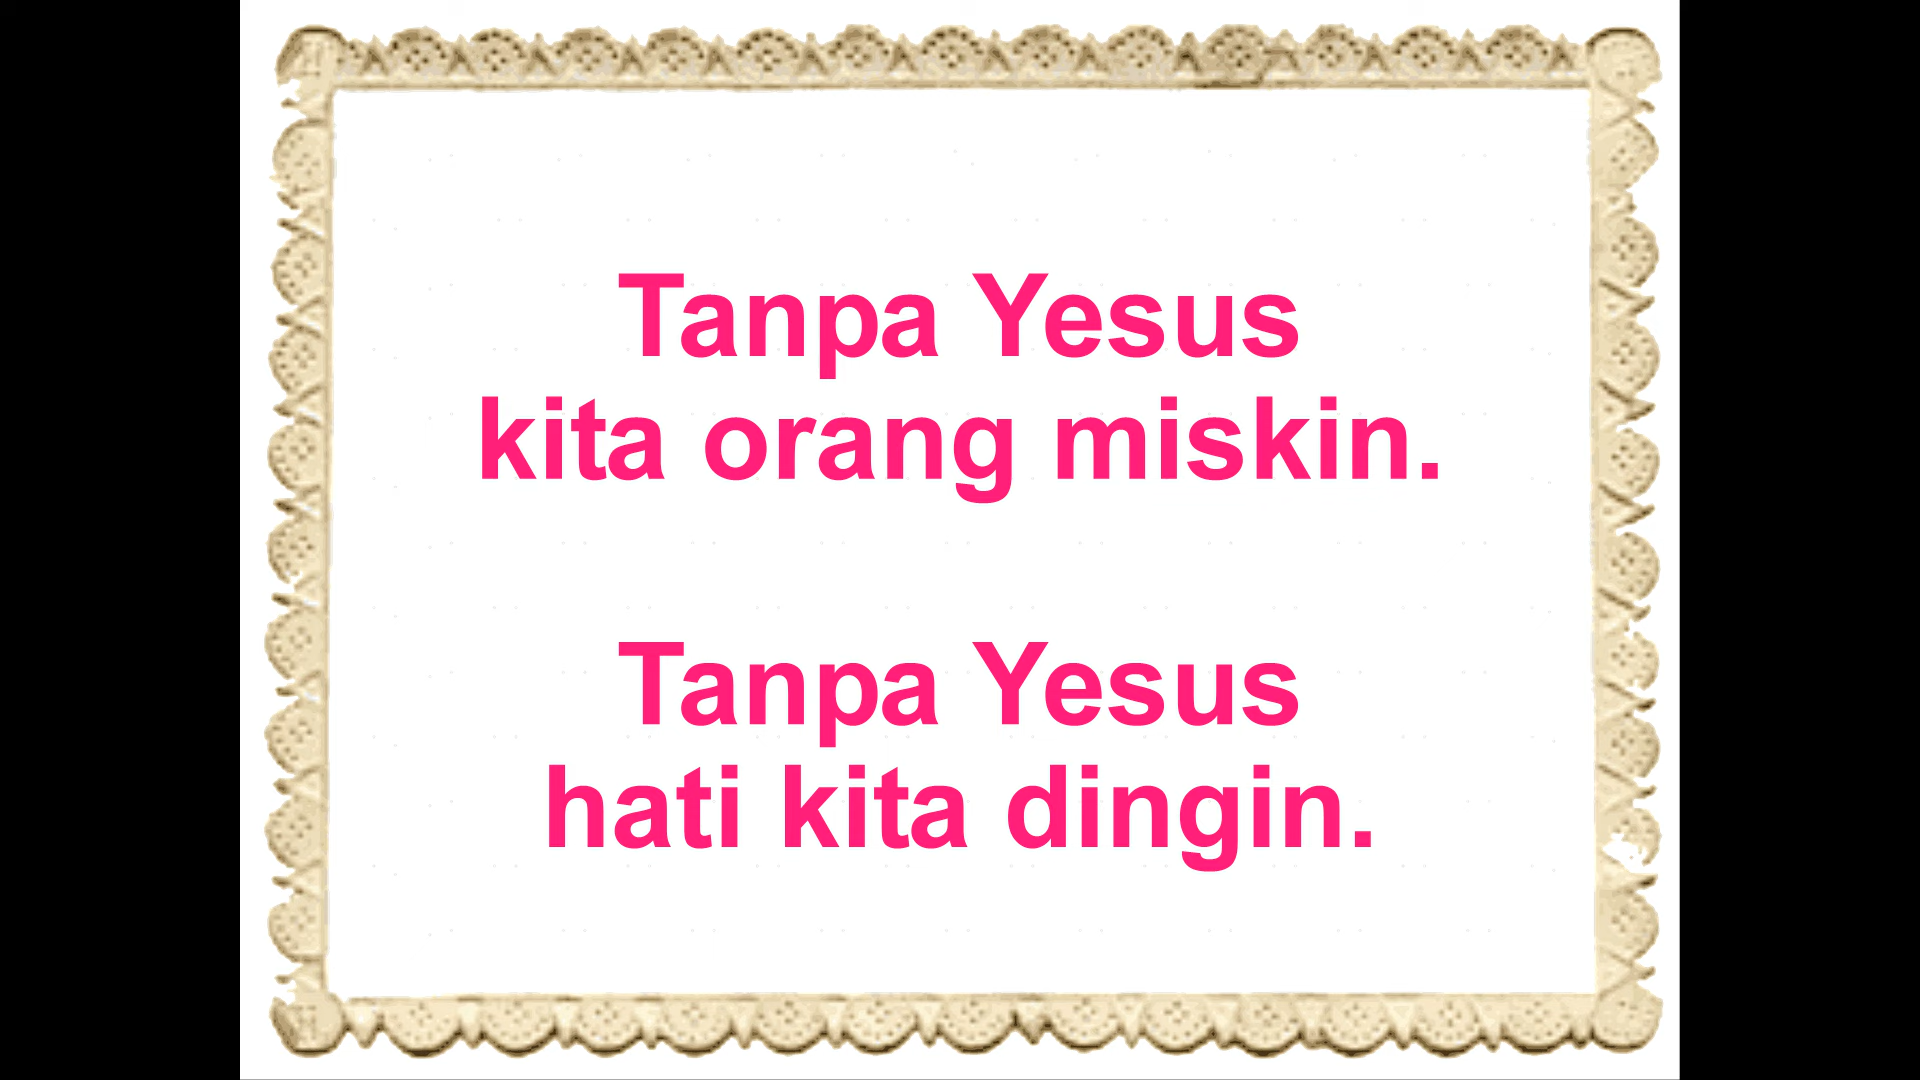 Tanpa Yesus
kita orang miskin.
Tanpa Yesus
hati kita dingin.